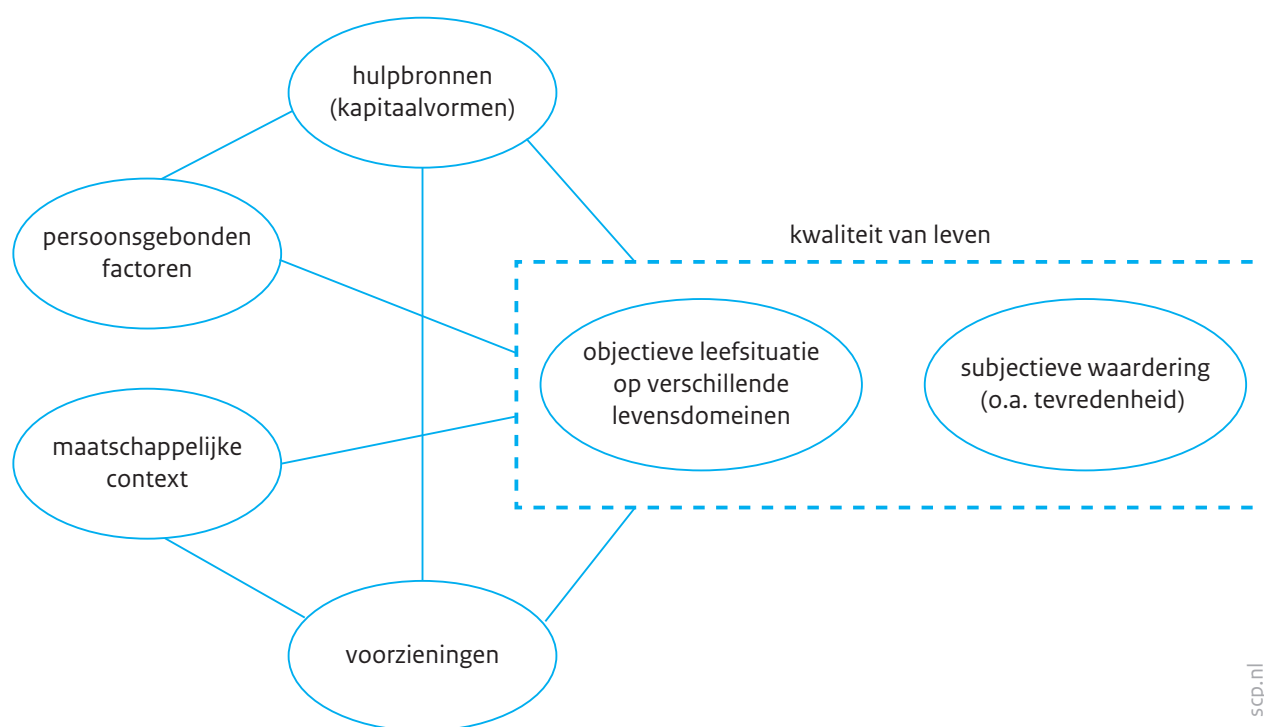 hulpbronnen
(kapitaalvormen)
persoonsgebonden
factoren
kwaliteit van leven
objectieve leefsituatie
op verschillende
levensdomeinen
subjectieve waardering
(o.a. tevredenheid)
maatschappelijke
context
voorzieningen
scp.nl